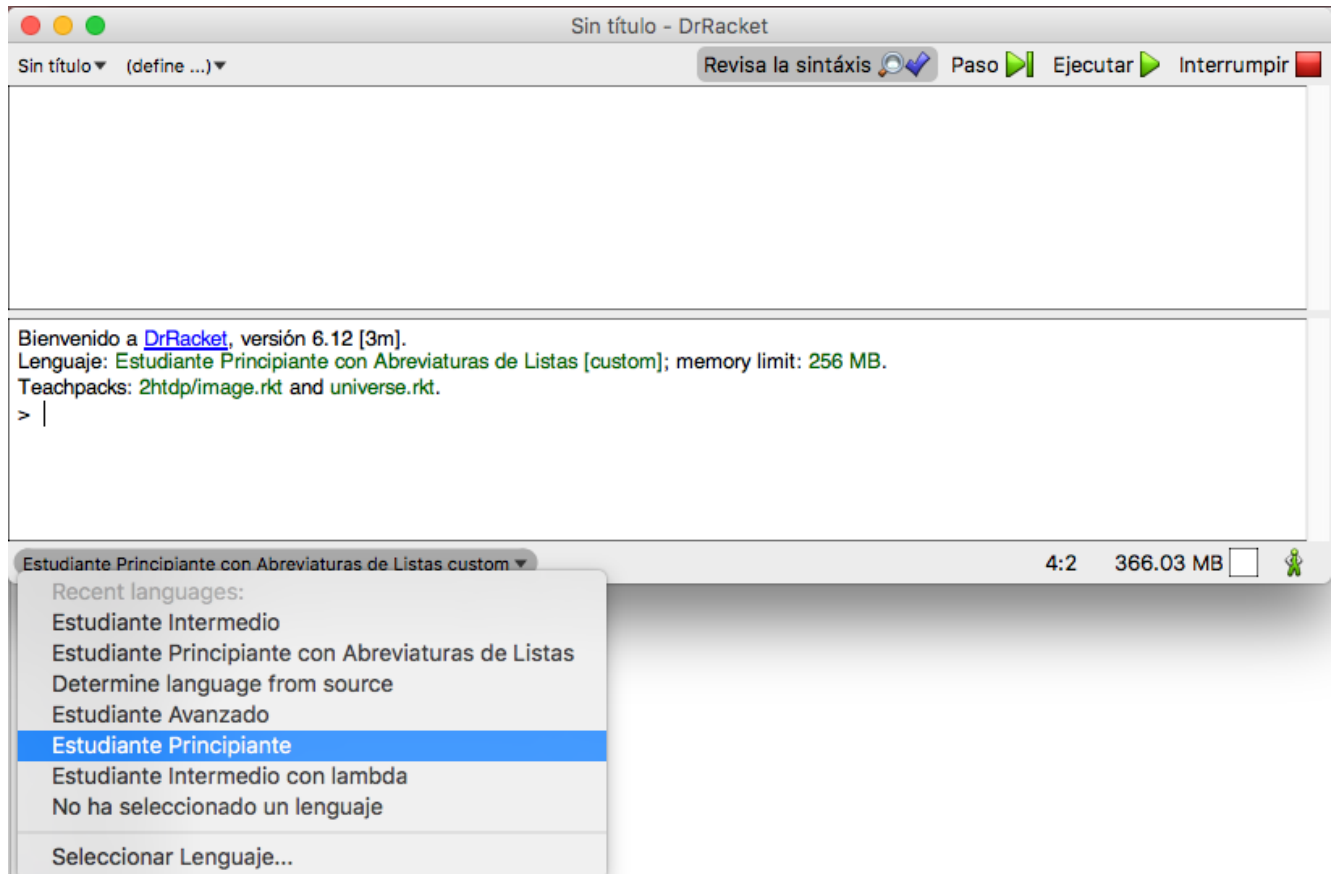 Sin título - DrRacket
Sin título▼ (define ...)▼ Revisa la sintáxis Paso Ejecutar Interrumpir
Bienvenido a DrRacket, versión 6.12 [3m].
Lenguaje: Estudiante Principiante con Abreviaturas de Listas [custom]; memory limit: 256 MB.
Teachpacks: 2htdp/image.rkt and universe.rkt.
>
Estudiante Principiante con Abreviaturas de Listas custom▼ 4:2 366.03 MB
Recent languages:
Estudiante Intermedio
Estudiante Principiante con Abreviaturas de Listas
Determine language from source
Estudiante Avanzado
Estudiante Principiante
Estudiante Intermedio con lambda
No ha seleccionado un lenguaje
Seleccionar Lenguaje...